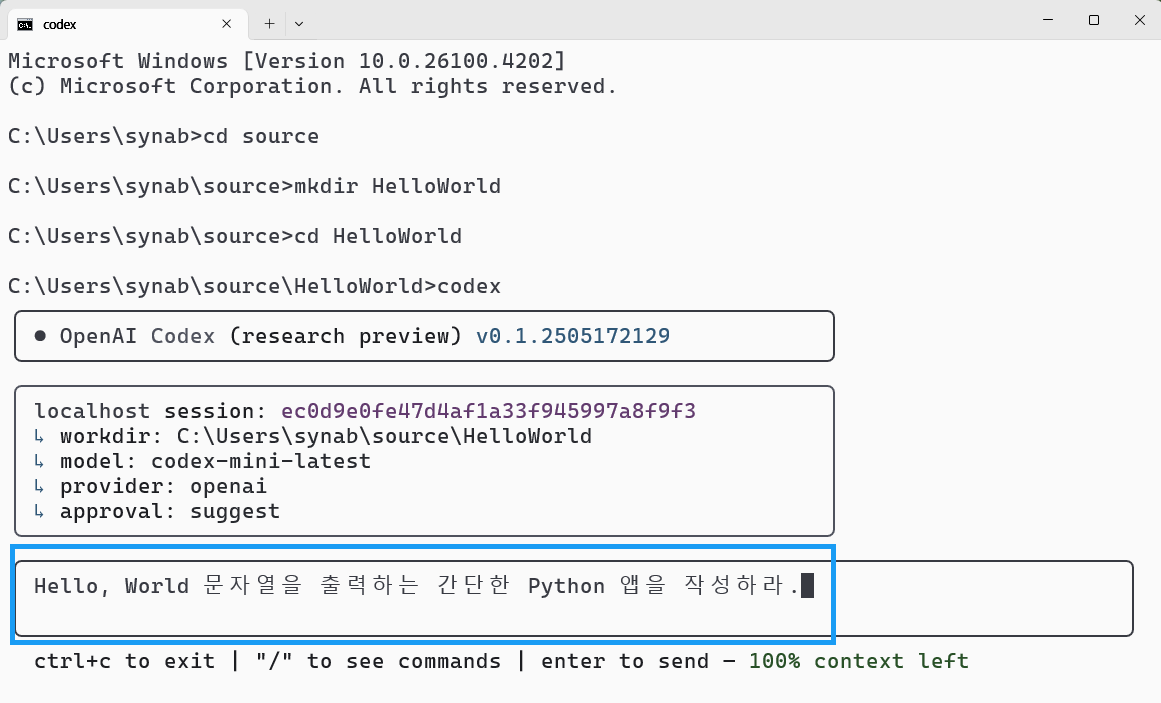 codex
Microsoft Windows [Version 10.0.26100.4202]
(c) Microsoft Corporation. All rights reserved.
C:\Users\synab>cd source
C:\Users\synab\source>mkdir HelloWorld
C:\Users\synab\source>cd HelloWorld
C:\Users\synab\source\HelloWorld>codex
● OpenAI Codex (research preview) v0.1.2505172129
localhost session: ec0d9e0fe47d4af1a33f945997a8f9f3
↳ workdir: C:\Users\synab\source\HelloWorld
↳ model: codex-mini-latest
↳ provider: openai
↳ approval: suggest
Hello, World 문자열을 출력하는 간단한 Python 앱을 작성하라.
ctrl+c to exit | "/" to see commands | enter to send — 100% context left